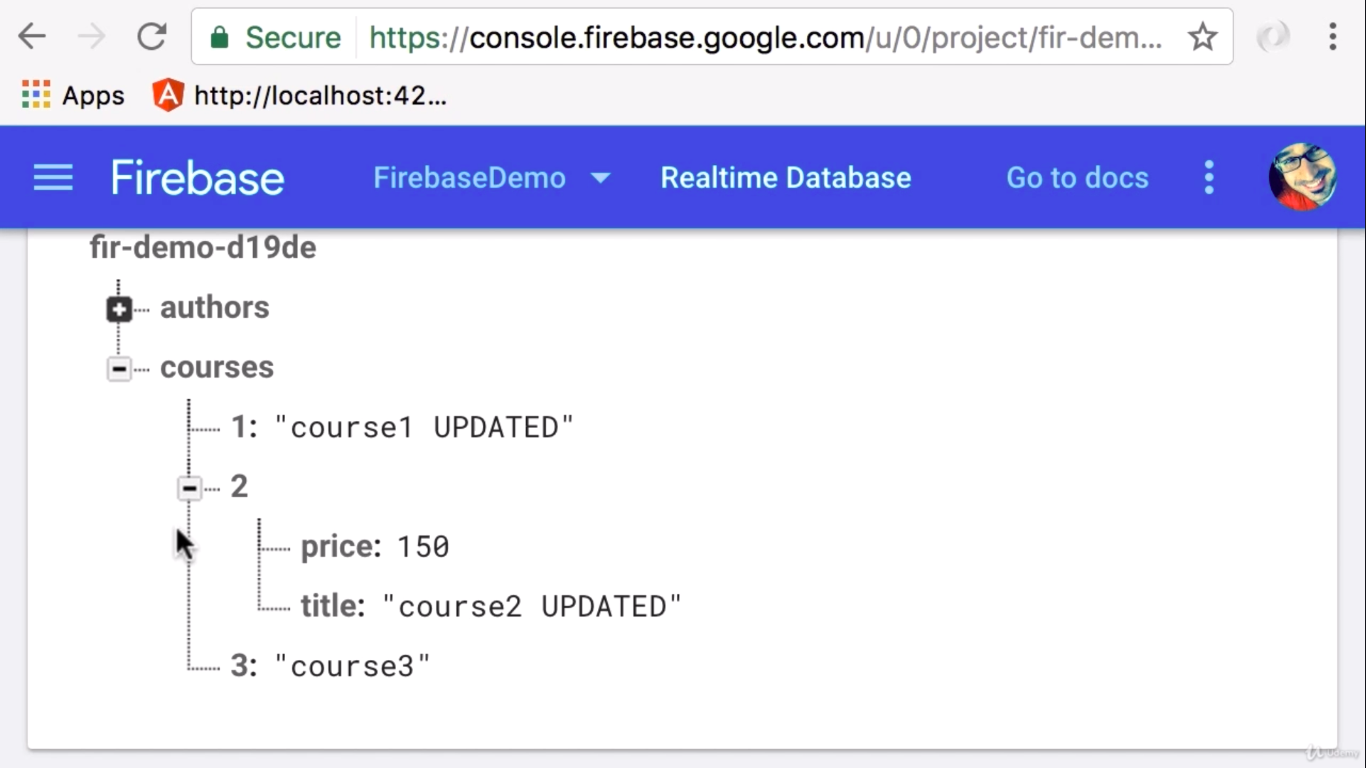 Secure https://console.firebase.google.com/u/0/project/fir-dem...
Apps http://localhost:42...
Firebase FirebaseDemo Realtime Database Go to docs
fir-demo-d19de
authors
courses
1: "course1 UPDATED"
2
price: 150
title: "course2 UPDATED"
3: "course3"
Udemy